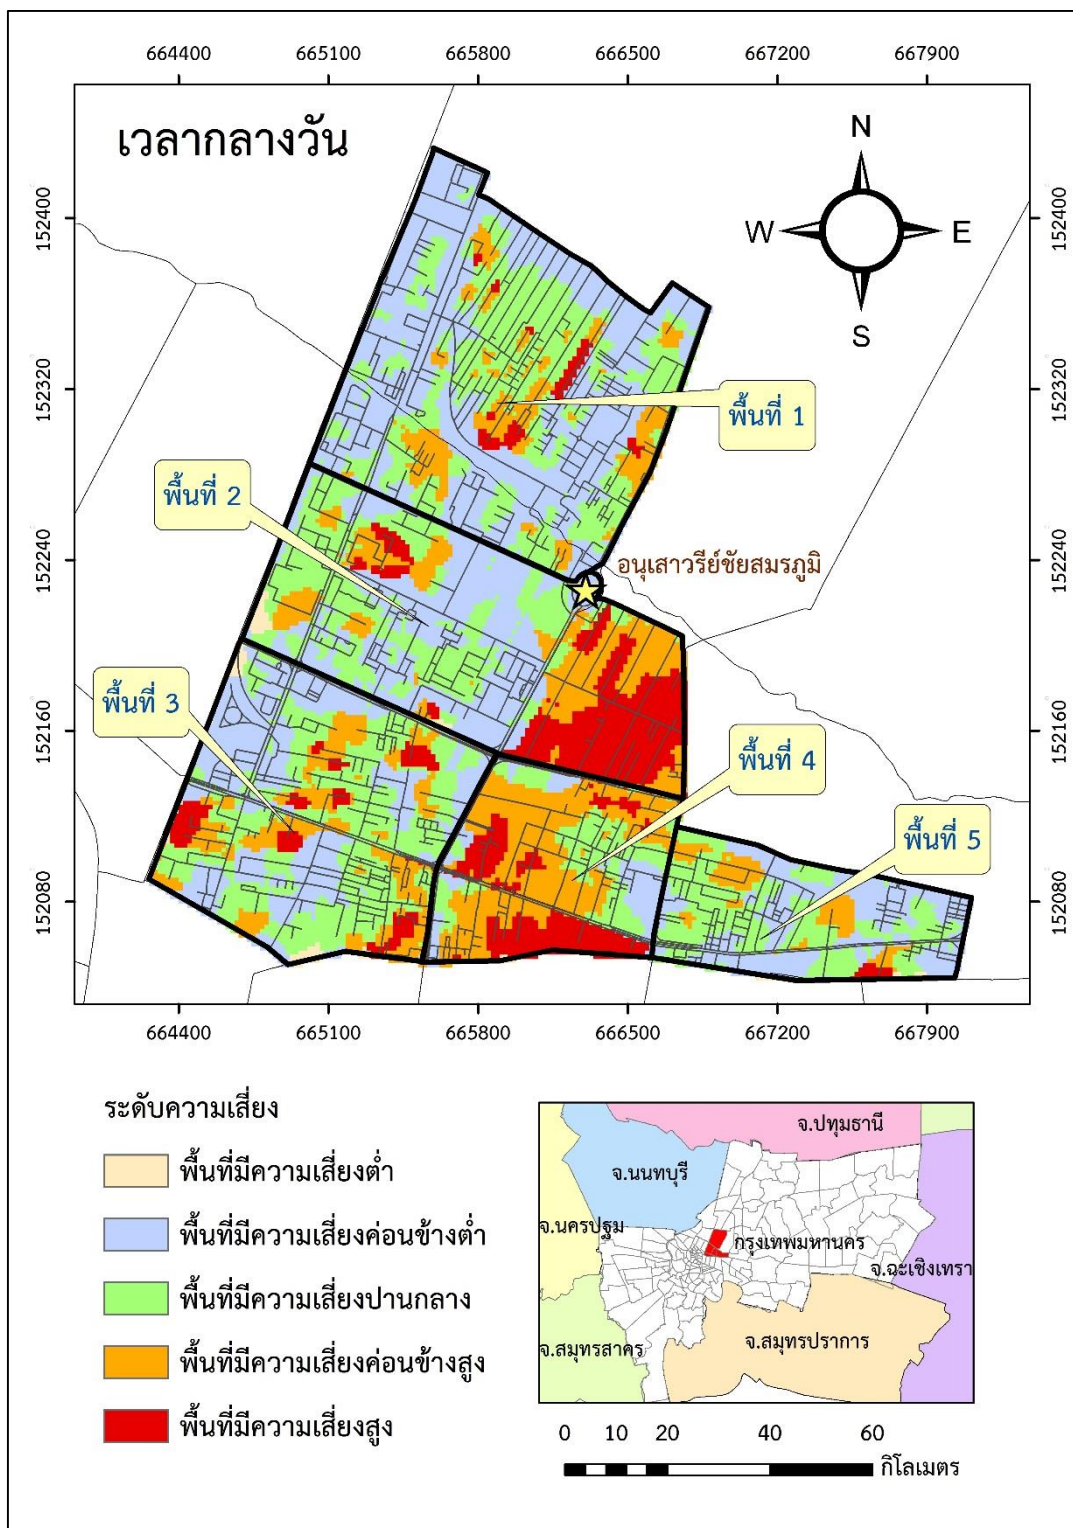 664400 665100 665800 666500 667200 667900
เวลากลางวัน
N
W E
S
152400 152400
152320 152320
พื้นที่ 1
พื้นที่ 2
152240 152240
อนุเสาวรีย์ชัยสมรภูมิ
พื้นที่ 3
152160 152160
พื้นที่ 4
พื้นที่ 5
152080 152080
664400 665100 665800 666500 667200 667900
ระดับความเสี่ยง
พื้นที่มีความเสี่ยงต่ำ
พื้นที่มีความเสี่ยงค่อนข้างต่ำ
พื้นที่มีความเสี่ยงปานกลาง
พื้นที่มีความเสี่ยงค่อนข้างสูง
พื้นที่มีความเสี่ยงสูง
จ.ปทุมธานี
จ.นนทบุรี
จ.นครปฐม
กรุงเทพมหานคร
จ.ฉะเชิงเทรา
จ.สมุทรสาคร
จ.สมุทรปราการ
0 10 20 40 60
กิโลเมตร